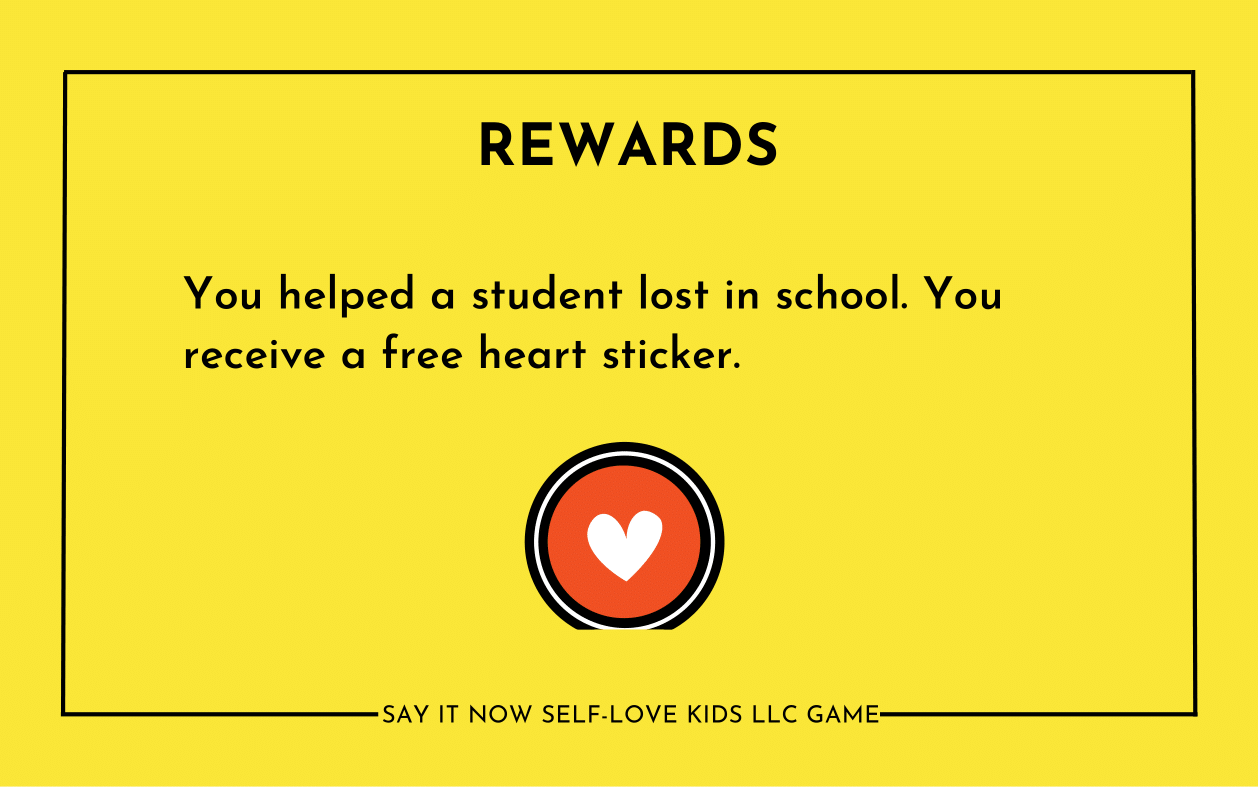 REWARDS
You helped a student lost in school. You
receive a free heart sticker.
SAY IT NOW SELF-LOVE KIDS LLC GAME